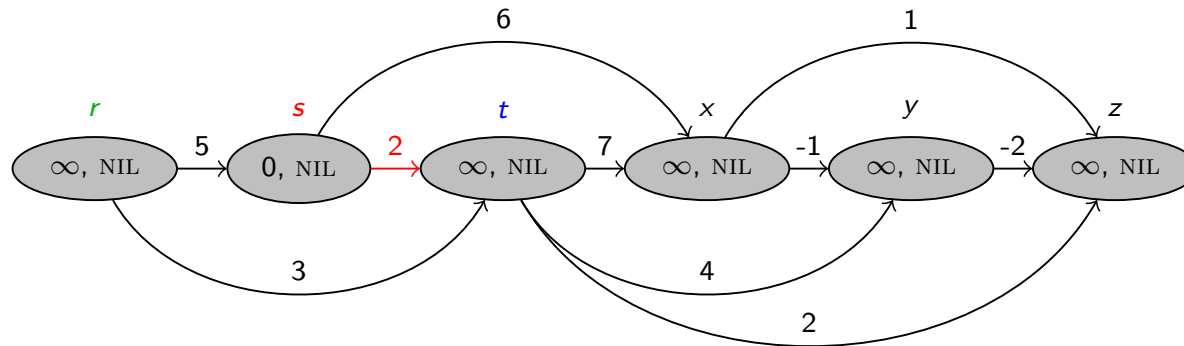 6 1
r s t x y z
∞, NIL 5 0, NIL 2 ∞, NIL 7 ∞, NIL -1 ∞, NIL -2 ∞, NIL
3 4
2